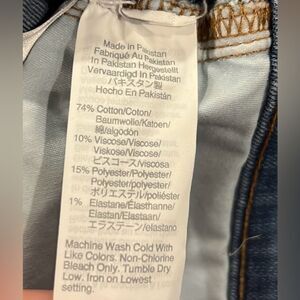 Made in Pakistan
Fabriqué Au Pakistan
In Pakistan Hergestellt
Vervaardigd In Pakistan
パキスタン製
Hecho En Pakistán
74% Cotton/Coton/
Baumwolle/Katoen/
綿/algodón
10% Viscose/Viscose/
Viskose/Viscose/
ビスコース/viscosa
15% Polyester/Polyester/
Polyester/polyester/
ポリエステル/poliéster
1% Elastane/Élasthanne/
Elastan/Elastaan/
エラステーン/elastano
Machine Wash Cold With
Like Colors. Non-Chlorine
Bleach Only. Tumble Dry
Low. Iron on Lowest
setting.